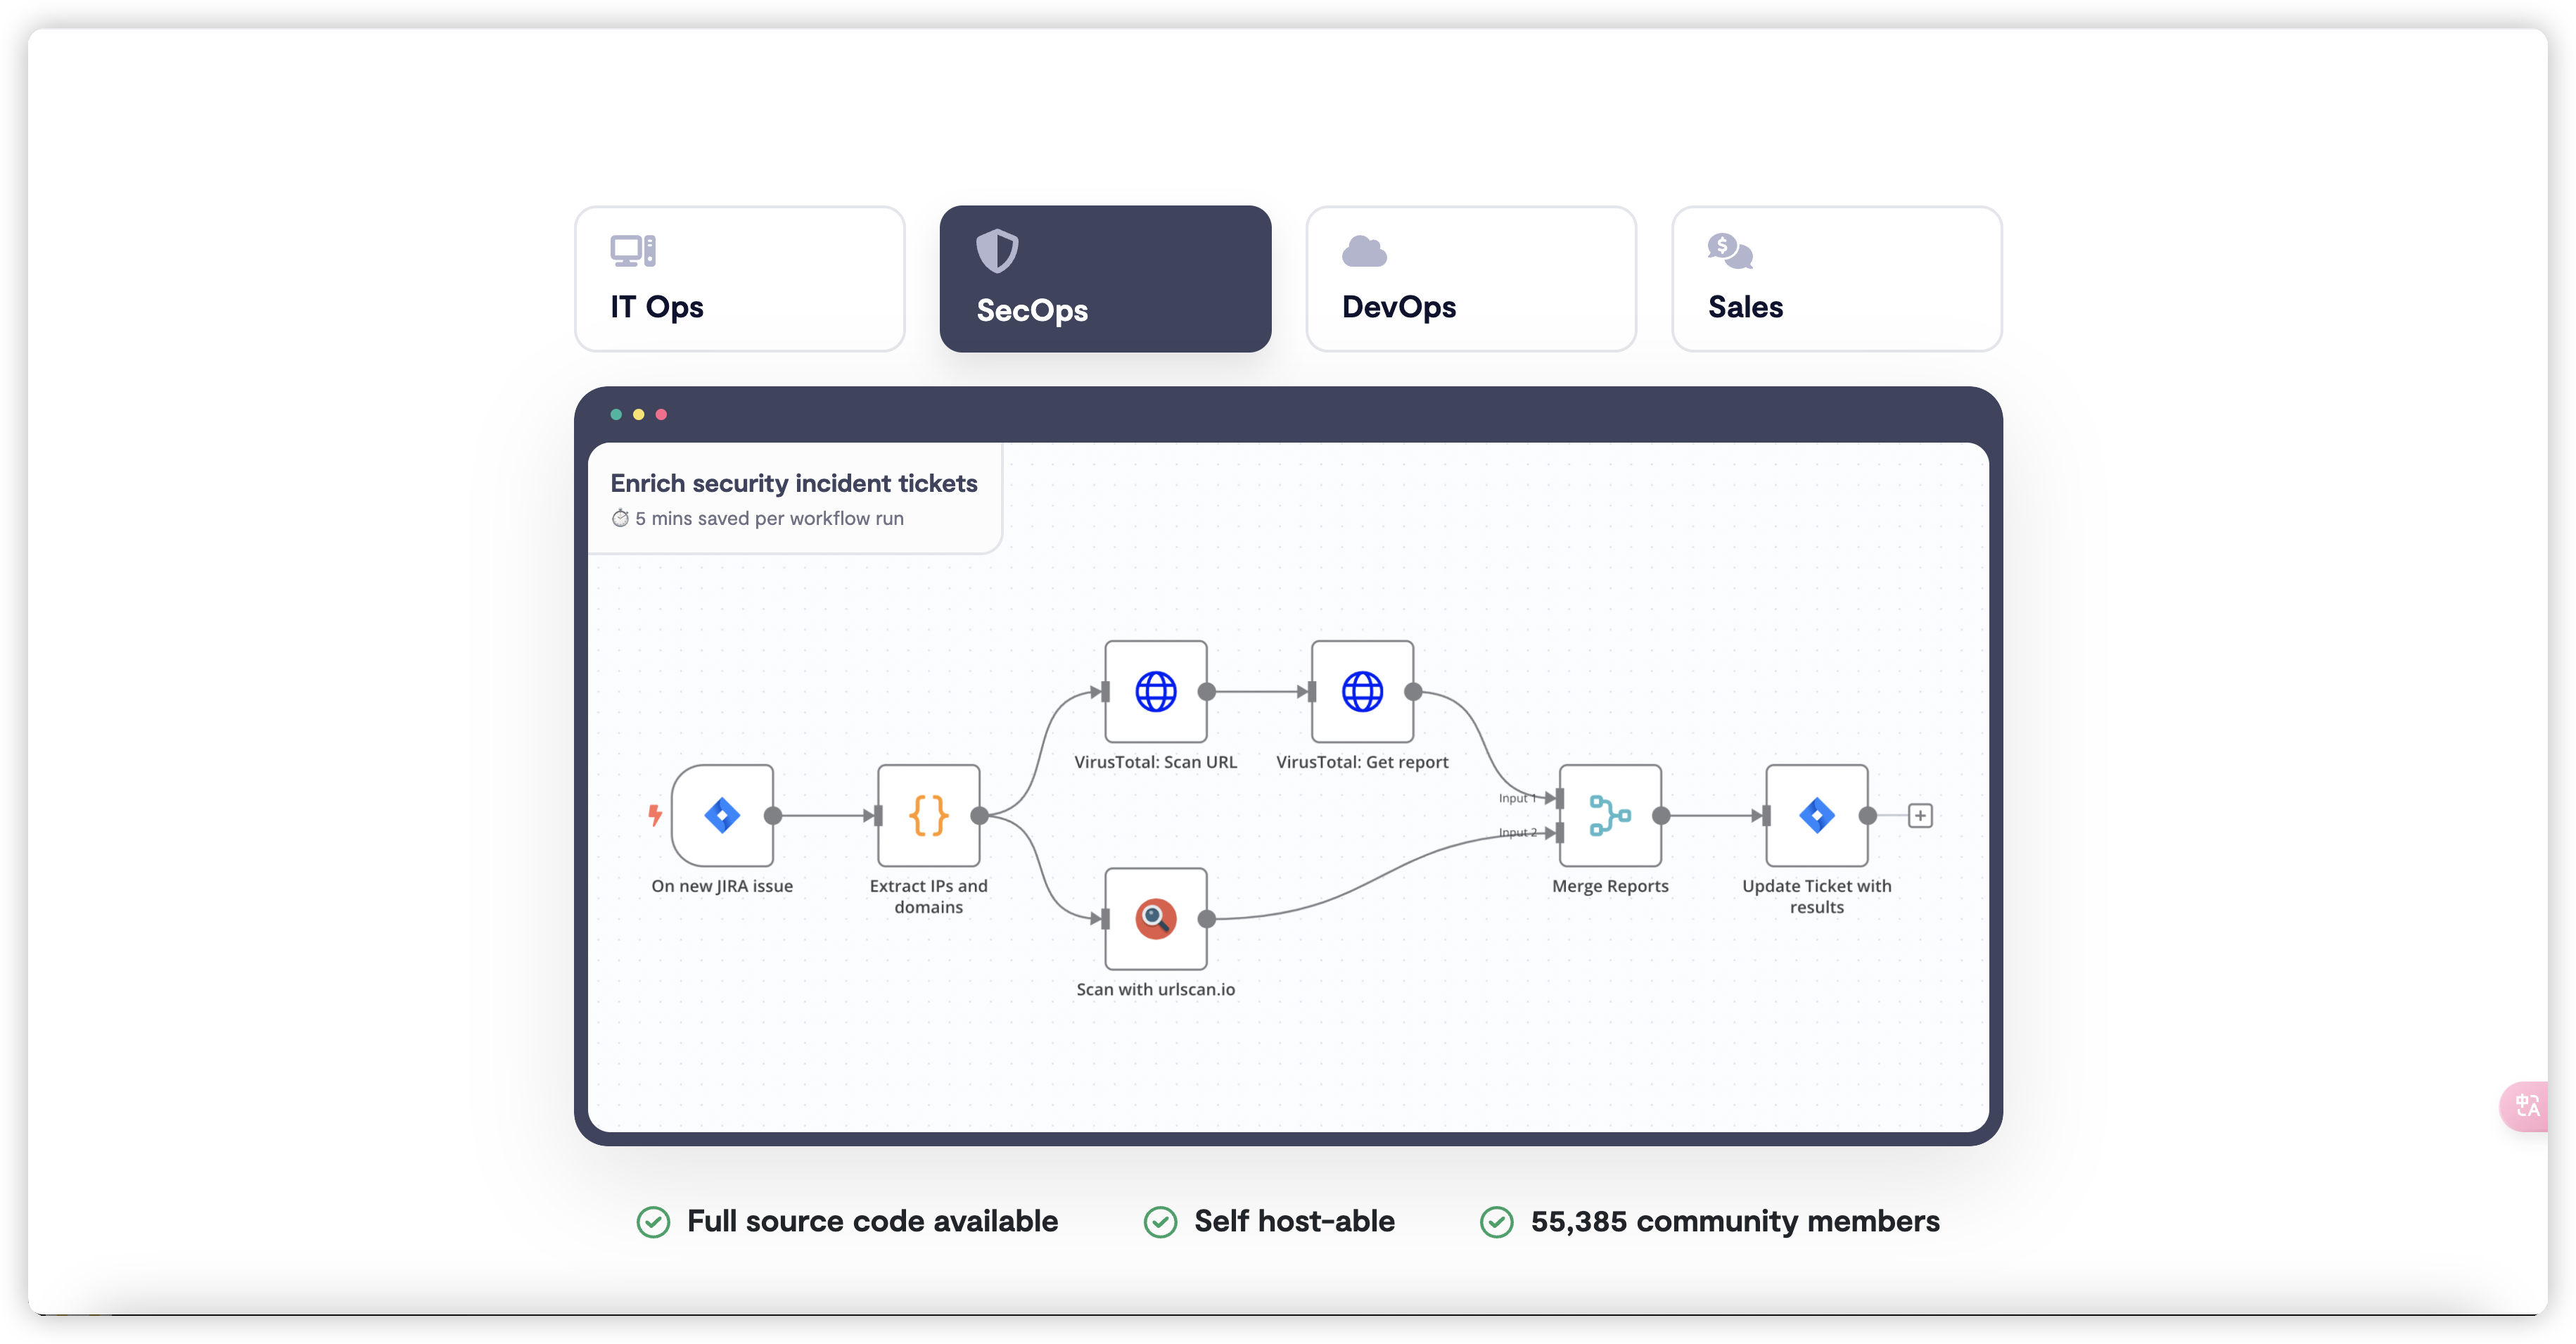 IT Ops
SecOps
DevOps
$
Sales
Enrich security incident tickets
5 mins saved per workflow run
VirusTotal: Scan URL
VirusTotal: Get report
Input 1
Input 2
{}
On new JIRA issue
Extract IPs and
domains
Merge Reports
Update Ticket with
results
Scan with urlscan.io
中A
Full source code available
Self host-able
55,385 community members